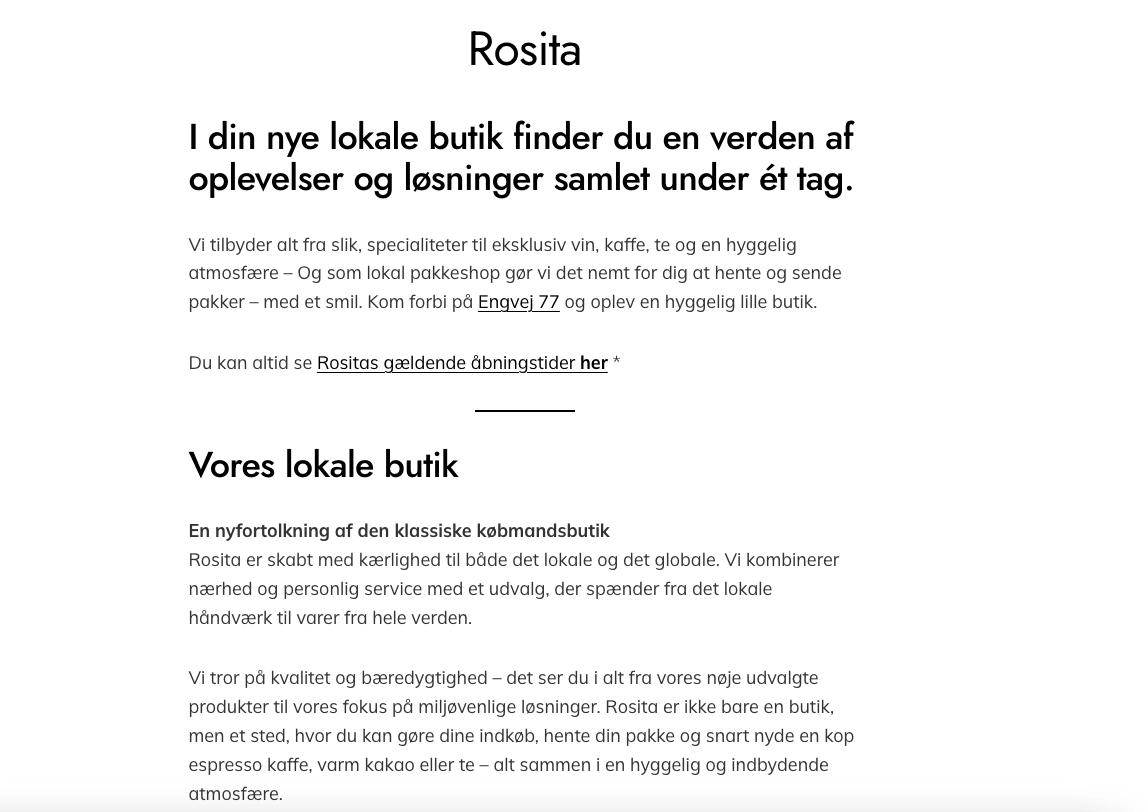 Rosita
I din nye lokale butik finder du en verden af
oplevelser og løsninger samlet under ét tag.
Vi tilbyder alt fra slik, specialiteter til eksklusiv vin, kaffe, te og en hyggelig
atmosfære – Og som lokal pakkeshop gør vi det nemt for dig at hente og sende
pakker – med et smil. Kom forbi på Engvej 77 og oplev en hyggelig lille butik.
Du kan altid se Rositas gældende åbningstider her *
Vores lokale butik
En nyfortolkning af den klassiske købmandsbutik
Rosita er skabt med kærlighed til både det lokale og det globale. Vi kombinerer
nærhed og personlig service med et udvalg, der spænder fra det lokale
håndværk til varer fra hele verden.
Vi tror på kvalitet og bæredygtighed – det ser du i alt fra vores nøje udvalgte
produkter til vores fokus på miljøvenlige løsninger. Rosita er ikke bare en butik,
men et sted, hvor du kan gøre dine indkøb, hente din pakke og snart nyde en kop
espresso kaffe, varm kakao eller te – alt sammen i en hyggelig og indbydende
atmosfære.